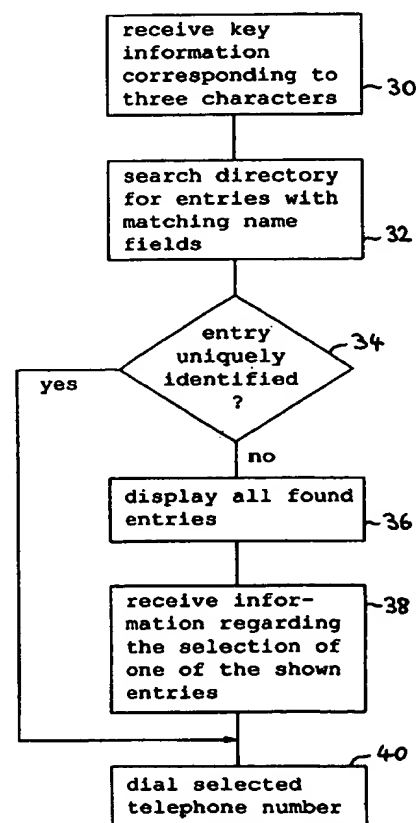 receive key
information
corresponding to
three characters
30
search directory
for entries with
matching name
fields
32
entry
uniquely
identified
?
34
yes
no
display all found
entries
36
receive infor-
mation regarding
the selection of
one of the shown
entries
38
40
dial selected
telephone number